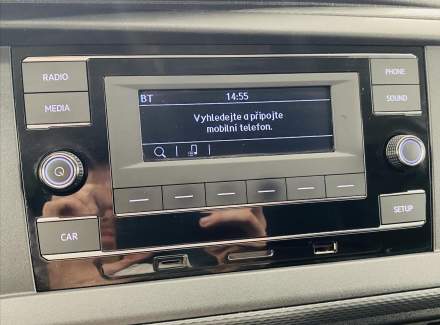 RADIO
MEDIA
BT 14:55
Vyhledejte a připojte
mobilní telefon.
PHONE
SOUND
CAR
SETUP